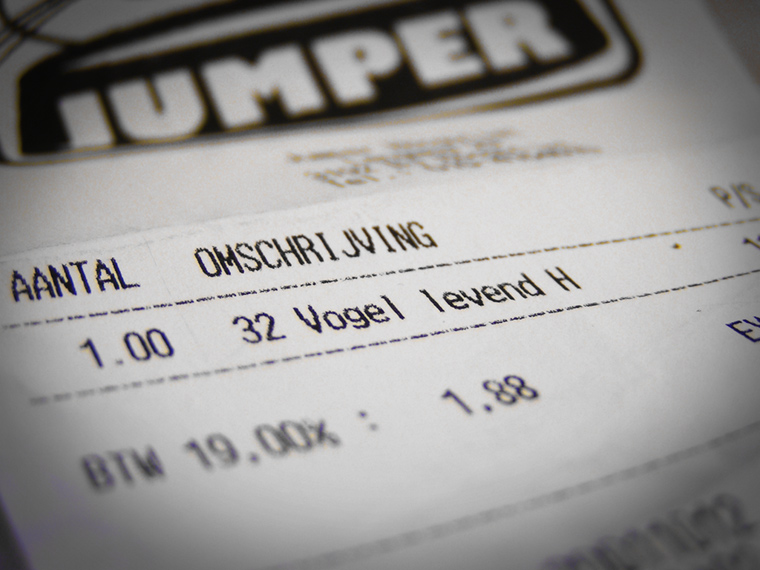 JUMPER
AANTAL OMSCHRIJVING
1.00 32 Vogel levend H
BTW 19.00% : 1.88